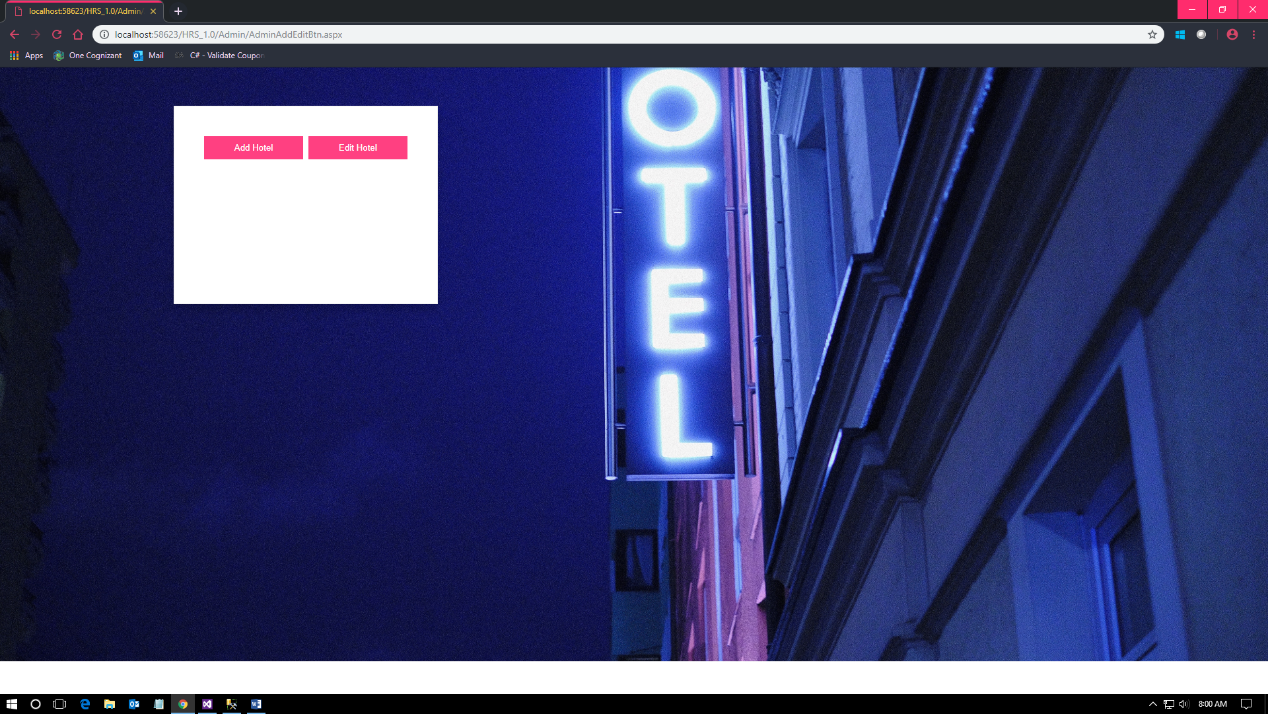 localhost:58623/HRS_1.0/Admin/
localhost:58623/HRS_1.0/Admin/AdminAddEditBtn.aspx
Apps One Cognizant Mail C# - Validate Coupon
Add Hotel Edit Hotel
OTEL
8:00 AM